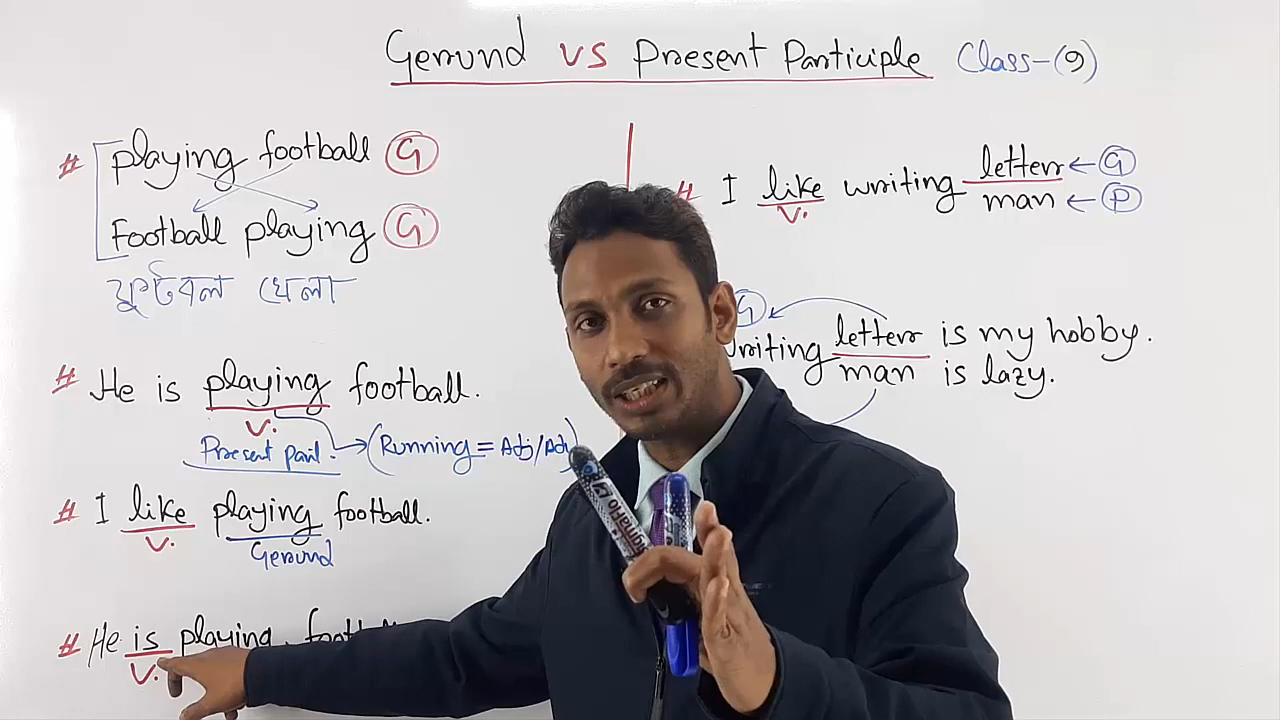 Gerund vs Present Participle Class-(9)
# playing football G
Football playing G
ফুটবল খেলা
# He is playing football.
V.
Present part. → (Running = Adj/Adv)
# I like playing football.
V. Gerund
# He is playing
V.
# I like writing letter ← G
man ← P
V.
G
writing letter is my hobby.
man is lazy.